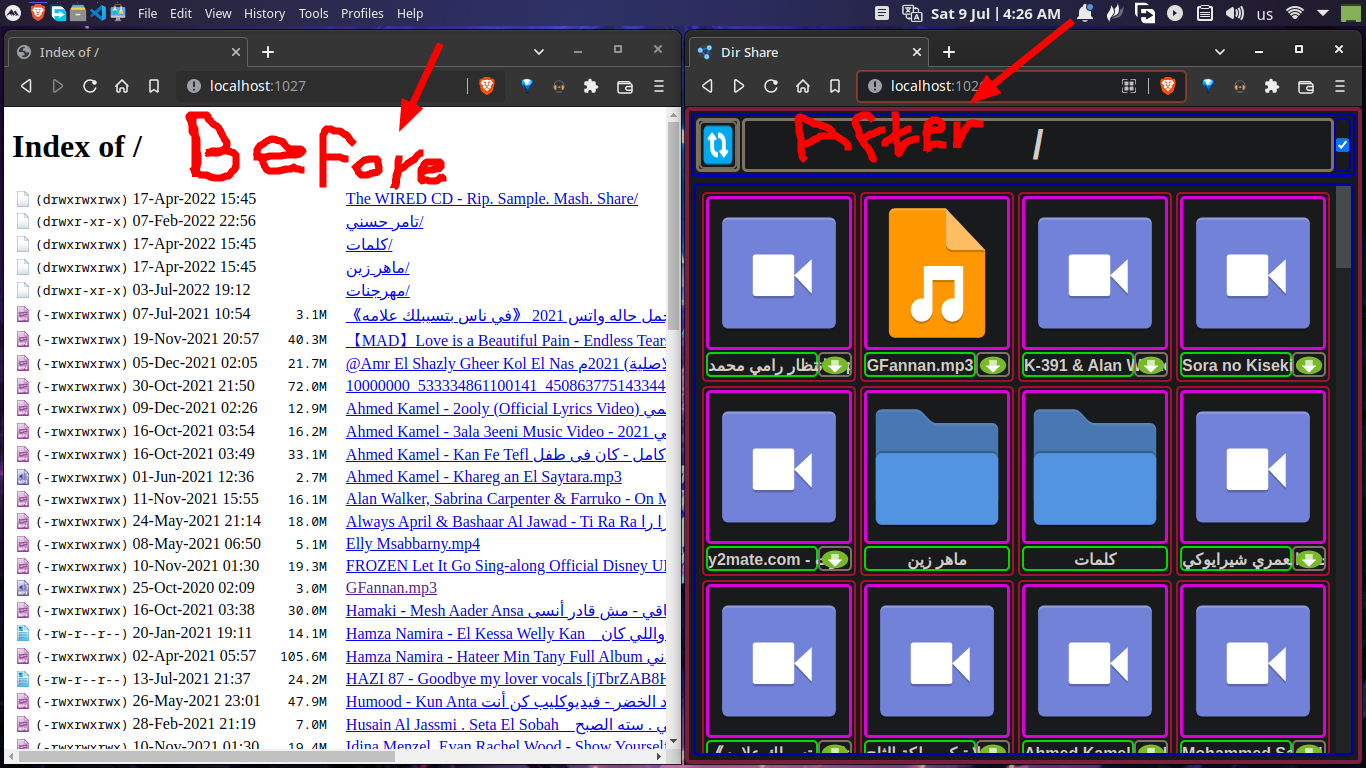 File Edit View History Tools Profiles Help
Sat 9 Jul | 4:26 AM us
Index of /
localhost:1027
Before
Index of /
(drwxrwxrwx) 17-Apr-2022 15:45 The WIRED CD - Rip. Sample. Mash. Share/
(drwxr-xr-x) 07-Feb-2022 22:56 تامر حسني/
(drwxrwxrwx) 17-Apr-2022 15:45 كلمات/
(drwxrwxrwx) 17-Apr-2022 15:45 ماهر زين/
(drwxr-xr-x) 03-Jul-2022 19:12 مهرجنات/
(-rwxrwxrwx) 07-Jul-2021 10:54 3.1M جمل حاله واتس 2021 《في ناس بتسيبلك علامه》
(-rwxrwxrwx) 19-Nov-2021 20:57 40.3M 【MAD】Love is a Beautiful Pain - Endless Tears
(-rwxrwxrwx) 05-Dec-2021 02:05 21.7M @Amr El Shazly Gheer Kol El Nas 2021م
(-rwxrwxrwx) 30-Oct-2021 21:50 72.0M 10000000_533334861100141_450863775143344
(-rwxrwxrwx) 09-Dec-2021 02:26 12.9M Ahmed Kamel - 2ooly (Official Lyrics Video)
(-rwxrwxrwx) 16-Oct-2021 03:54 16.2M Ahmed Kamel - 3ala 3eeni Music Video - 2021
(-rwxrwxrwx) 16-Oct-2021 03:49 33.1M Ahmed Kamel - Kan Fe Tefl كامل - كان في طفل
(-rwxrwxrwx) 01-Jun-2021 12:36 2.7M Ahmed Kamel - Khareg an El Saytara.mp3
(-rwxrwxrwx) 11-Nov-2021 15:55 16.1M Alan Walker, Sabrina Carpenter & Farruko - On M
(-rwxrwxrwx) 24-May-2021 21:14 18.0M Always April & Bashaar Al Jawad - Ti Ra Ra
(-rwxrwxrwx) 08-May-2021 06:50 5.1M Elly Msabbarny.mp4
(-rwxrwxrwx) 10-Nov-2021 01:30 19.3M FROZEN Let It Go Sing-along Official Disney U
(-rwxrwxrwx) 25-Oct-2020 02:09 3.0M GFannan.mp3
(-rwxrwxrwx) 16-Oct-2021 03:38 30.0M Hamaki - Mesh Aader Ansa اقي - مش قادر أنسى
(-rw-r--r--) 20-Jan-2021 19:11 14.1M Hamza Namira - El Kessa Welly Kan واللي كان
(-rwxrwxrwx) 02-Apr-2021 05:57 105.6M Hamza Namira - Hateer Min Tany Full Album
(-rw-r--r--) 13-Jul-2021 21:37 24.2M HAZI 87 - Goodbye my lover vocals [jTbrZAB8H
(-rwxrwxrwx) 26-May-2021 23:01 47.9M Humood - Kun Anta د الخضر - فيديوكليب كن أنت
(-rwxrwxrwx) 28-Feb-2021 21:19 7.0M Husain Al Jassmi . Seta El Sobah ي . سته الصبح
(-rwxrwxrwx) 10-Nov-2021 01:30 19.4M Idina Menzel, Evan Rachel Wood - Show Yourself
Dir Share
localhost:102
After
/
نتظار رامي محمد GFannan.mp3 K-391 & Alan W Sora no Kiseki
y2mate.com - ماهر زين كلمات العمري شيرايوكي
Ahmed Kamel Mohammed Sa